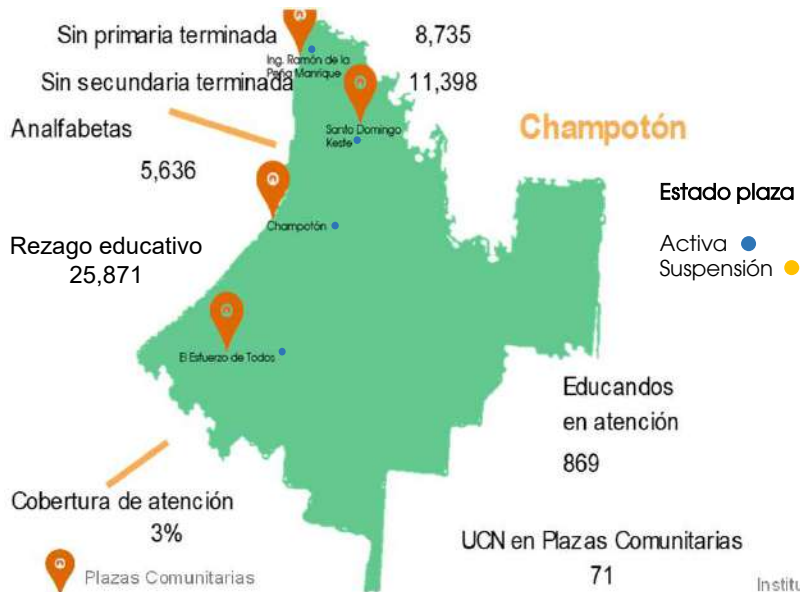 Sin primaria terminada 8,735
Ing. Ramón de la
Peña Manrique
Sin secundaria terminada 11,398
Analfabetas
5,636
Santo Domingo
Keste
Champotón
Estado plaza
Activa
Suspensión
Champotón
Rezago educativo
25,871
El Esfuerzo de Todos
Educandos
en atención
869
Cobertura de atención
3%
UCN en Plazas Comunitarias
71
Plazas Comunitarias
Institu